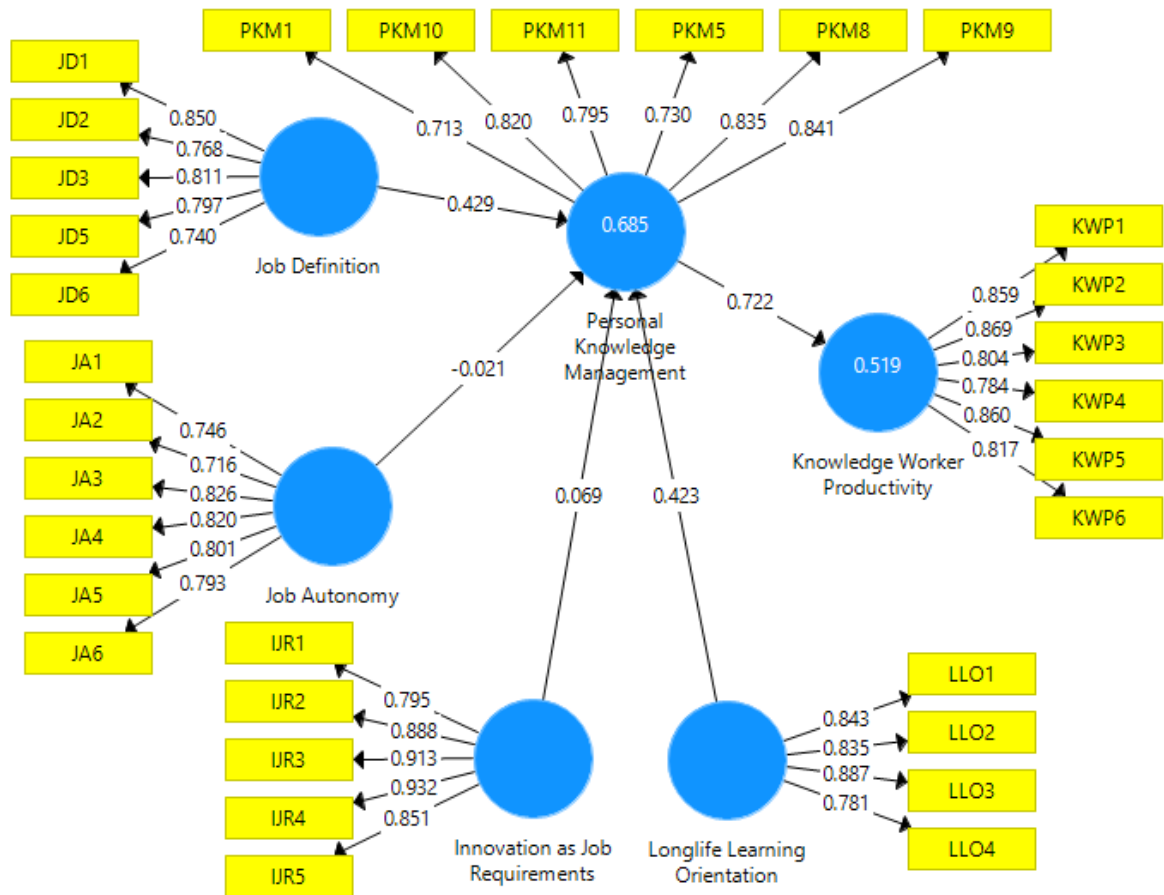 PKM1
PKM10
PKM11
PKM5
PKM8
PKM9
JD1
JD2
JD3
JD5
JD6
0.850
0.768
0.811
0.797
0.740
0.713
0.820
0.795
0.730
0.835
0.841
Job Definition
0.429
0.685
Personal
Knowledge
Management
0.722
0.519
Knowledge Worker
Productivity
0.859
0.869
0.804
0.784
0.860
0.817
KWP1
KWP2
KWP3
KWP4
KWP5
KWP6
JA1
JA2
JA3
JA4
JA5
JA6
0.746
0.716
0.826
0.820
0.801
0.793
Job Autonomy
-0.021
0.069
0.423
IJR1
IJR2
IJR3
IJR4
IJR5
0.795
0.888
0.913
0.932
0.851
Innovation as Job
Requirements
Longlife Learning
Orientation
0.843
0.835
0.887
0.781
LLO1
LLO2
LLO3
LLO4